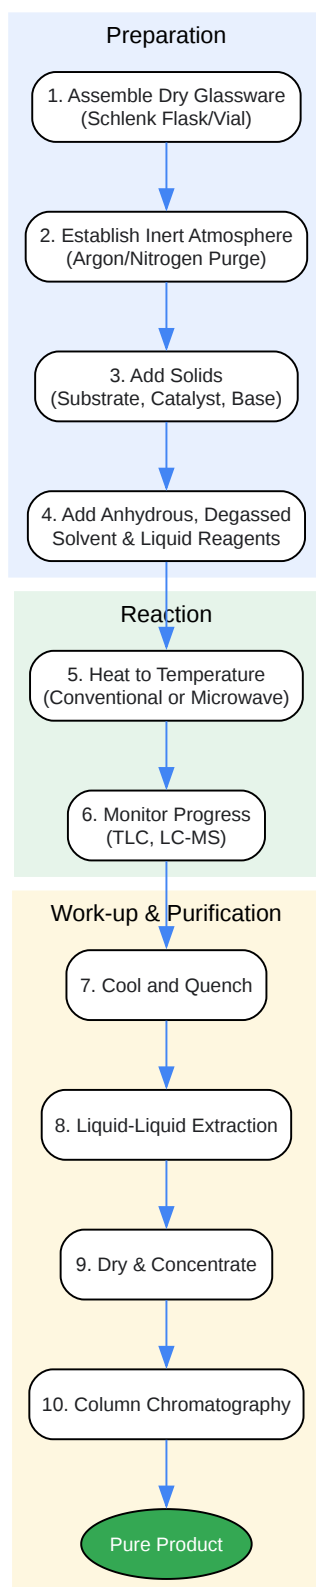 Preparation
1. Assemble Dry Glassware
(Schlenk Flask/Vial)
2. Establish Inert Atmosphere
(Argon/Nitrogen Purge)
3. Add Solids
(Substrate, Catalyst, Base)
4. Add Anhydrous, Degassed
Solvent & Liquid Reagents
Reaction
5. Heat to Temperature
(Conventional or Microwave)
6. Monitor Progress
(TLC, LC-MS)
Work-up & Purification
7. Cool and Quench
8. Liquid-Liquid Extraction
9. Dry & Concentrate
10. Column Chromatography
Pure Product